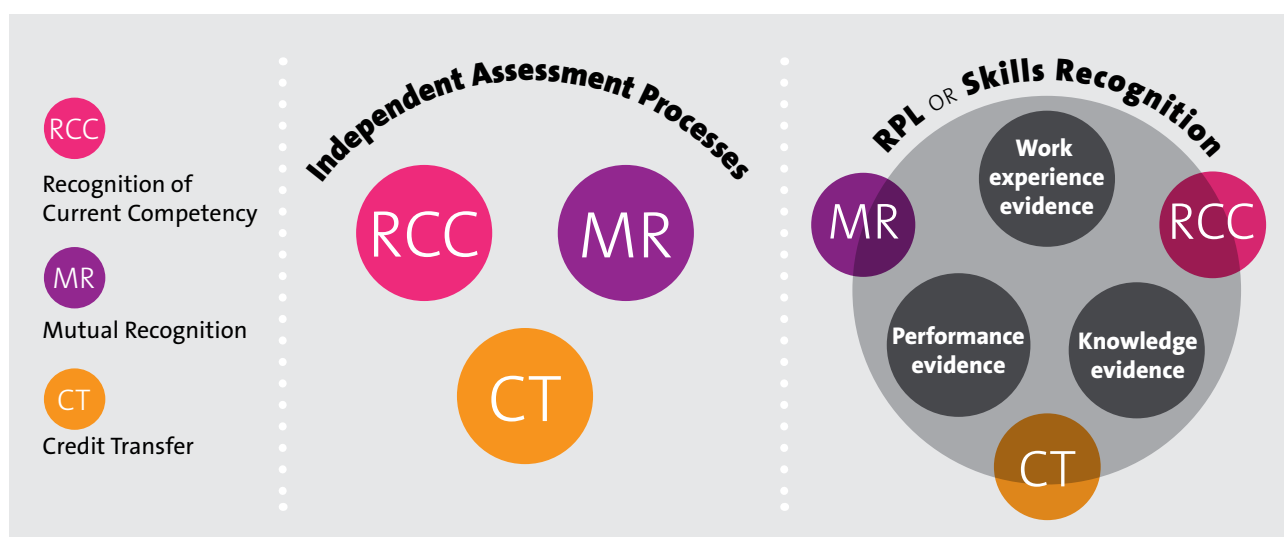 RCC
Recognition of
Current Competency
MR
Mutual Recognition
CT
Credit Transfer
Independent Assessment Processes
RCC
MR
CT
RPL OR Skills Recognition
Work
experience
evidence
MR
RCC
Performance
evidence
Knowledge
evidence
CT